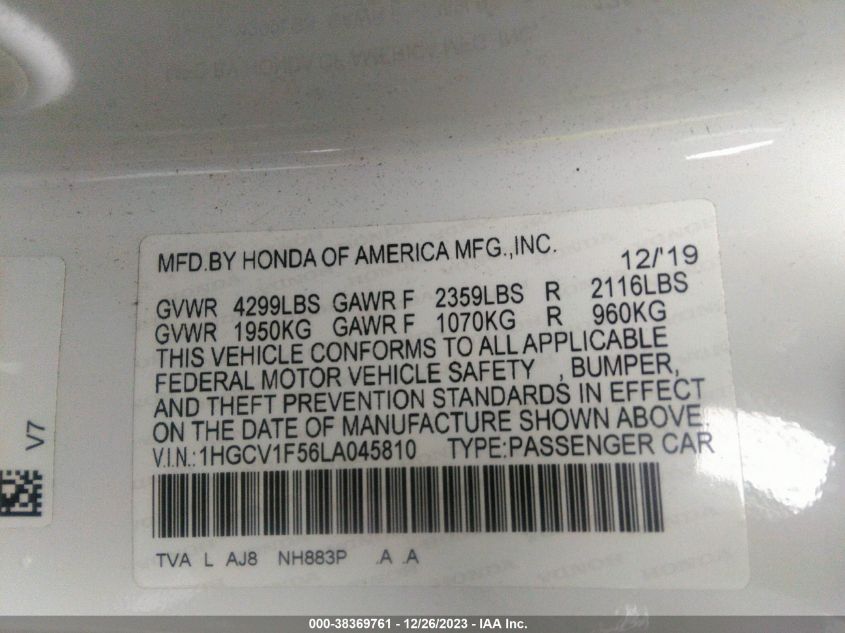 MFD.BY HONDA OF AMERICA MFG.,INC. 12/'19
GVWR 4299LBS GAWR F 2359LBS R 2116LBS
GVWR 1950KG GAWR F 1070KG R 960KG
THIS VEHICLE CONFORMS TO ALL APPLICABLE
FEDERAL MOTOR VEHICLE SAFETY , BUMPER,
AND THEFT PREVENTION STANDARDS IN EFFECT
ON THE DATE OF MANUFACTURE SHOWN ABOVE.
V.I.N.: 1HGCV1F56LA045810 TYPE:PASSENGER CAR
TVA L AJ8 NH883P .A .A
V7
000-38369761 - 12/26/2023 - IAA Inc.